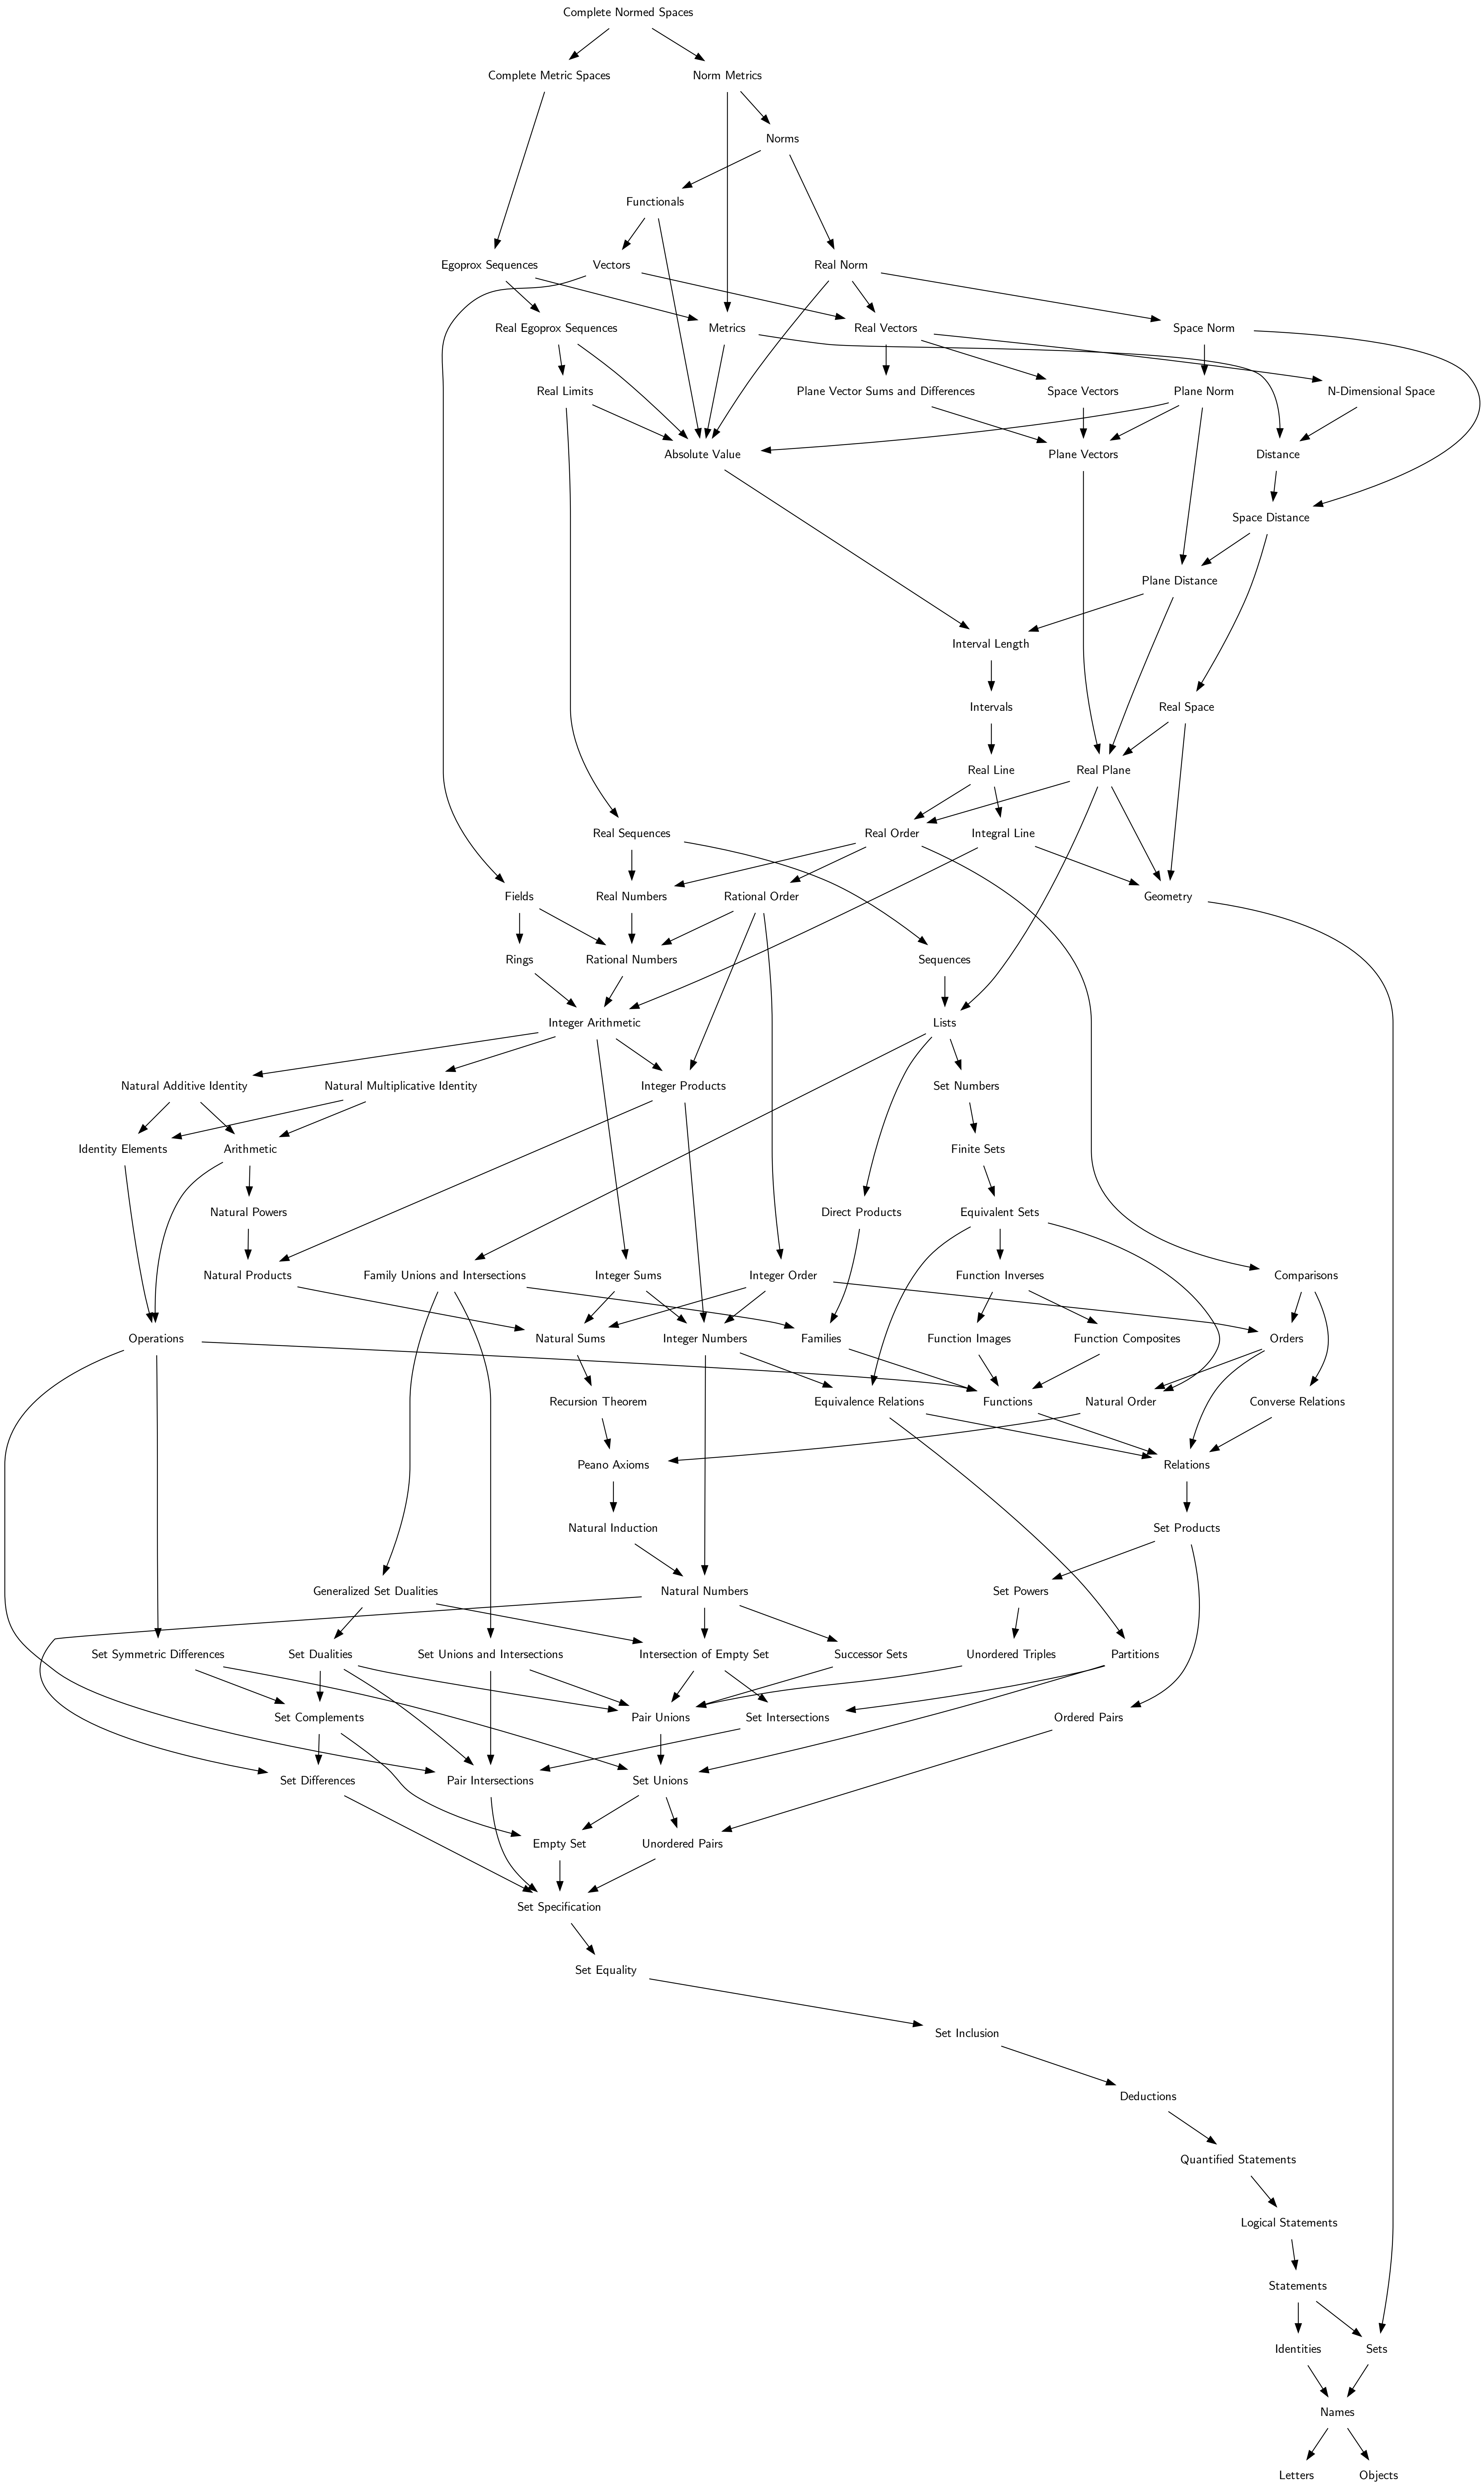 Complete Normed Spaces
Complete Metric Spaces
Norm Metrics
Norms
Functionals
Egoprox Sequences
Vectors
Real Norm
Real Egoprox Sequences
Metrics
Real Vectors
Space Norm
Real Limits
Plane Vector Sums and Differences
Space Vectors
Plane Norm
N-Dimensional Space
Absolute Value
Plane Vectors
Distance
Space Distance
Plane Distance
Interval Length
Intervals
Real Space
Real Line
Real Plane
Real Sequences
Real Order
Integral Line
Fields
Real Numbers
Rational Order
Geometry
Rings
Rational Numbers
Sequences
Integer Arithmetic
Lists
Natural Additive Identity
Natural Multiplicative Identity
Integer Products
Set Numbers
Identity Elements
Arithmetic
Finite Sets
Natural Powers
Direct Products
Equivalent Sets
Natural Products
Family Unions and Intersections
Integer Sums
Integer Order
Function Inverses
Comparisons
Operations
Natural Sums
Integer Numbers
Families
Function Images
Function Composites
Orders
Recursion Theorem
Equivalence Relations
Functions
Natural Order
Converse Relations
Peano Axioms
Relations
Natural Induction
Set Products
Generalized Set Dualities
Natural Numbers
Set Powers
Set Symmetric Differences
Set Dualities
Set Unions and Intersections
Intersection of Empty Set
Successor Sets
Unordered Triples
Partitions
Set Complements
Pair Unions
Set Intersections
Ordered Pairs
Set Differences
Pair Intersections
Set Unions
Empty Set
Unordered Pairs
Set Specification
Set Equality
Set Inclusion
Deductions
Quantified Statements
Logical Statements
Statements
Identities
Sets
Names
Letters
Objects